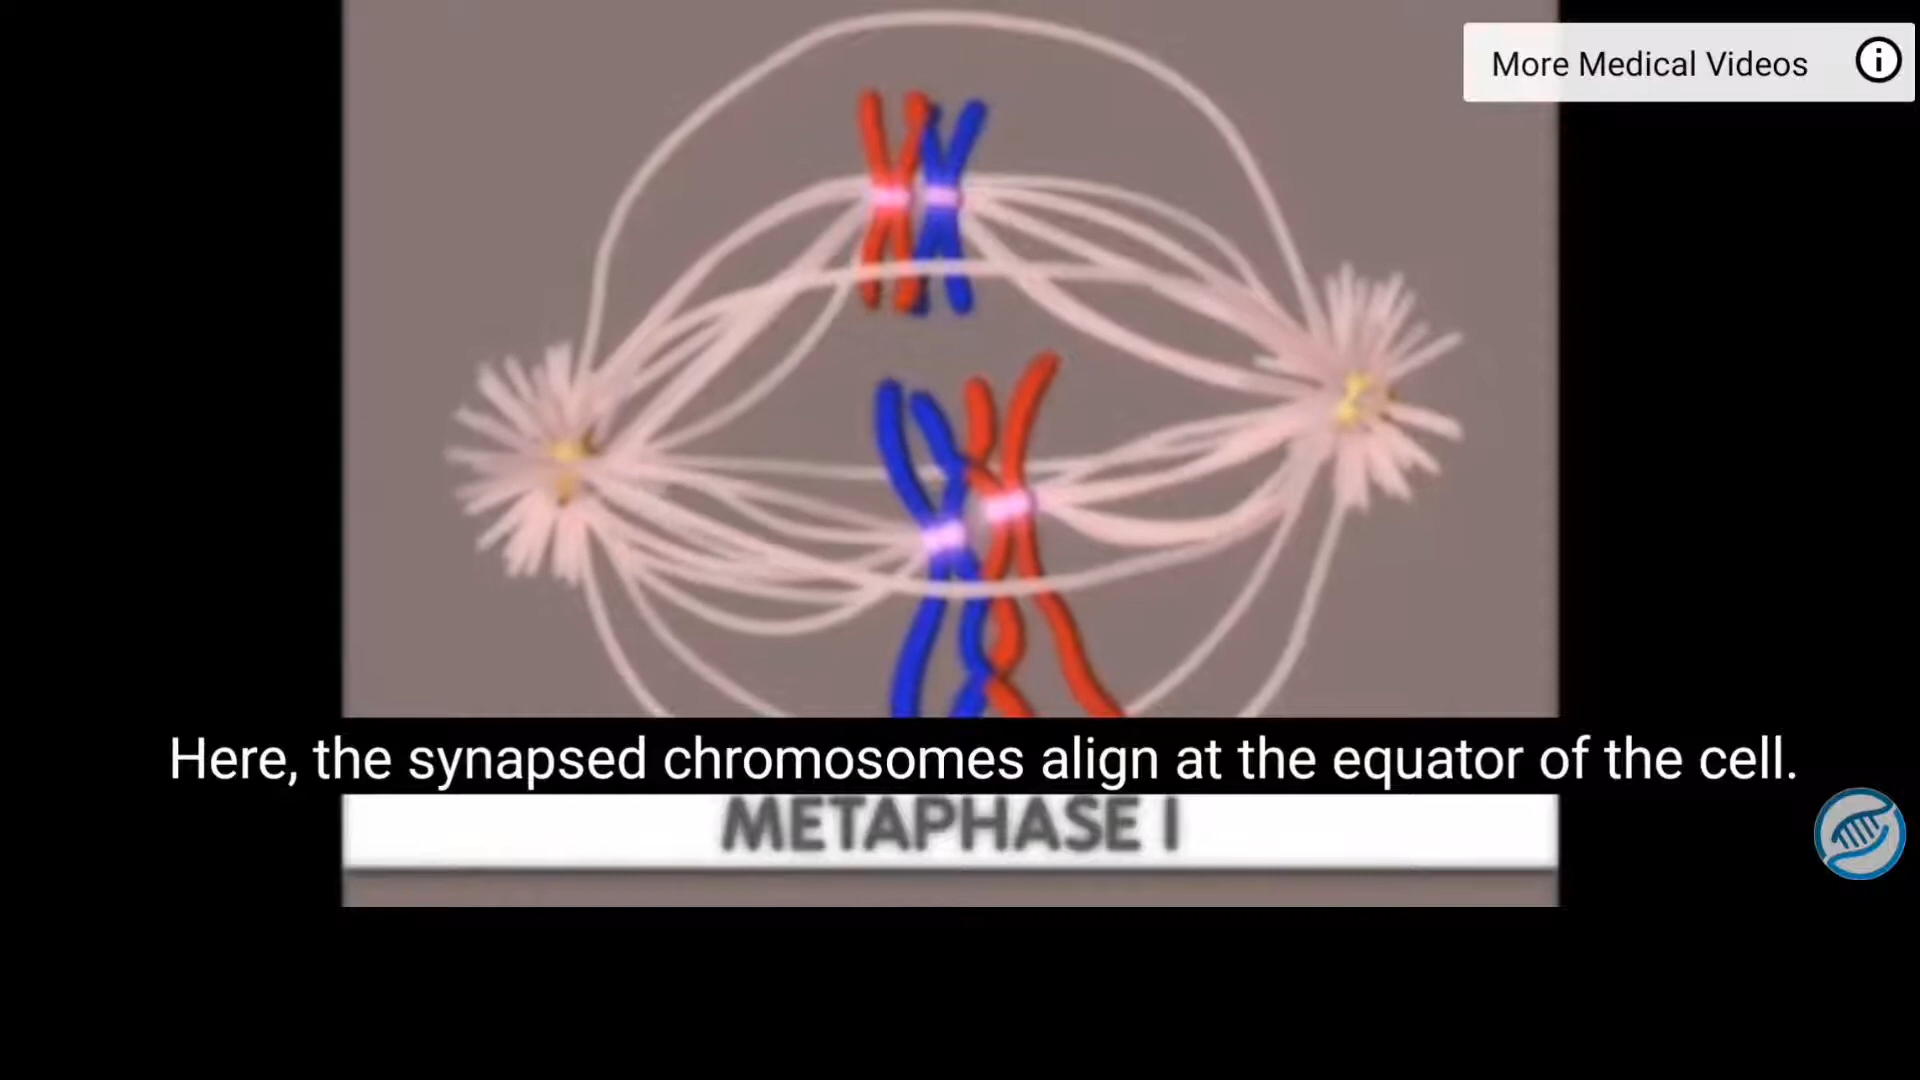 More Medical Videos
Here, the synapsed chromosomes align at the equator of the cell.
METAPHASE I